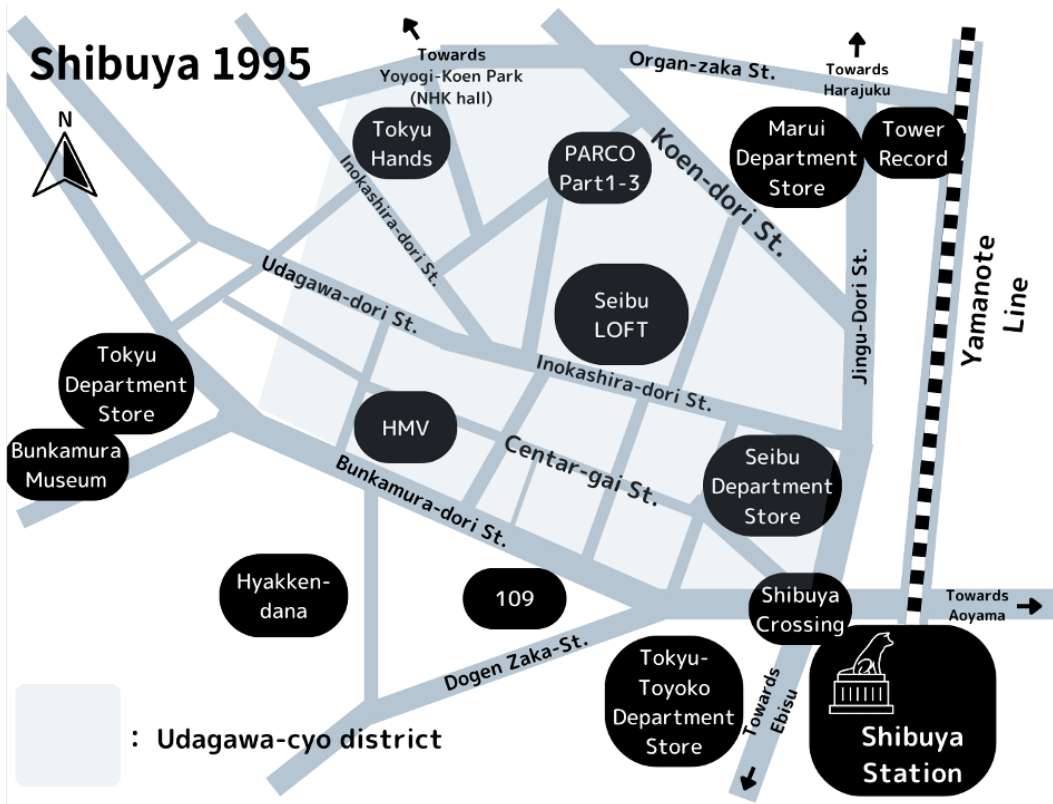 Shibuya 1995
N
Towards
Yoyogi-Koen Park
(NHK hall)
Organ-zaka St.
Towards
Harajuku
Tokyu
Hands
PARCO
Part1-3
Koen-dori St.
Marui
Department
Store
Tower
Record
Inokashira-dori St.
Udagawa-dori St.
Seibu
LOFT
Jingu-Dori St.
Yamanote
Line
Tokyu
Department
Store
Inokashira-dori St.
Bunkamura
Museum
HMV
Centar-gai St.
Seibu
Department
Store
Bunkamura-dori St.
Hyakken-
dana
109
Shibuya
Crossing
Towards
Aoyama
Dogen Zaka-St.
Tokyu-
Toyoko
Department
Store
Towards
Ebisu
Shibuya
Station
: Udagawa-cyo district